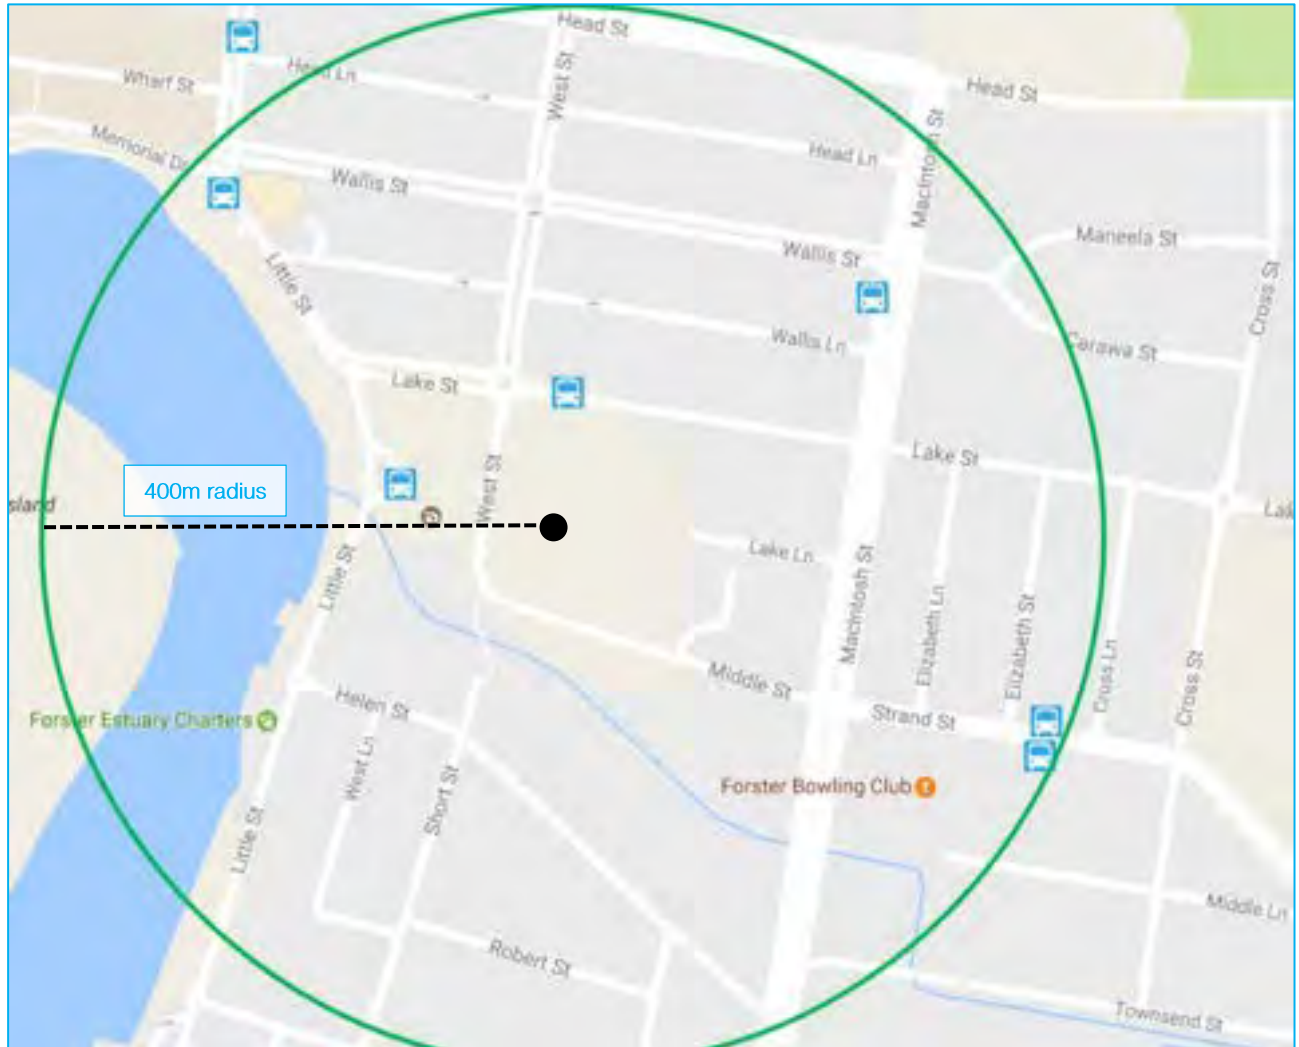 Head St
Wharf St
Head Ln
West St
Head St
Memorial Dr
Wallis St
Head Ln
Macintosh St
Wallis St
Maneela St
Little St
Cross St
Wallis Ln
Carawa St
Lake St
Lake St
400m radius
sland
West St
Lak
Little St
Lake Ln
Macintosh St
Elizabeth Ln
Elizabeth St
Cross Ln
Cross St
Middle St
Helen St
Strand St
Forster Estuary Charters
West Ln
Short St
Forster Bowling Club
Little St
Middle Ln
Robert St
Townsend St